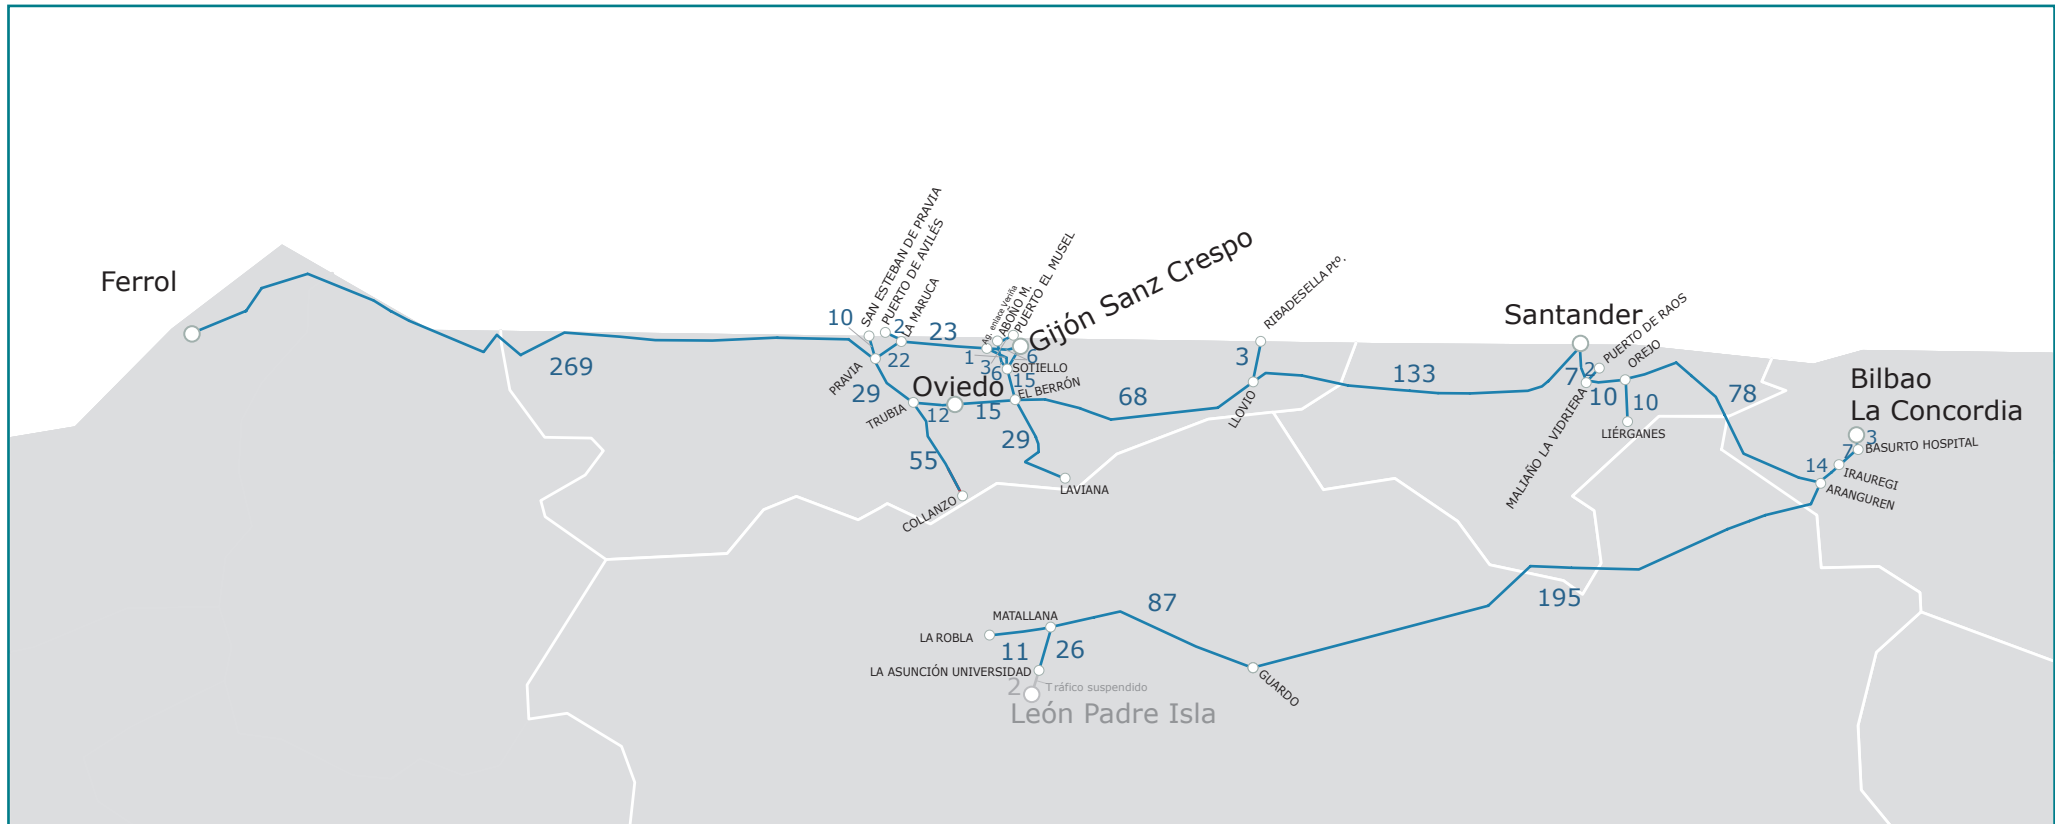 Ferrol
269
10
SAN ESTEBAN DE PRAVIA
PUERTO DE AVILÉS
2
LA MARUCA
22
23
PRAVIA
29
TRUBIA
12
Oviedo
15
55
COLLANZO
Ag. enlace Veriña
ABOÑO M.
PUERTO EL MUSEL
Gijón Sanz Crespo
1
3
6
6
SOTIELLO
15
EL BERRÓN
29
LAVIANA
68
LLOVIO
3
RIBADESELLA Ptº.
133
Santander
7
2
PUERTO DE RAOS
OREJO
MALIAÑO LA VIDRIERA
10
10
LIÉRGANES
78
Bilbao
La Concordia
3
BASURTO HOSPITAL
7
14
IRAUREGI
ARANGUREN
195
GUARDO
87
MATALLANA
LA ROBLA
11
26
LA ASUNCIÓN UNIVERSIDAD
2
Tráfico suspendido
León Padre Isla